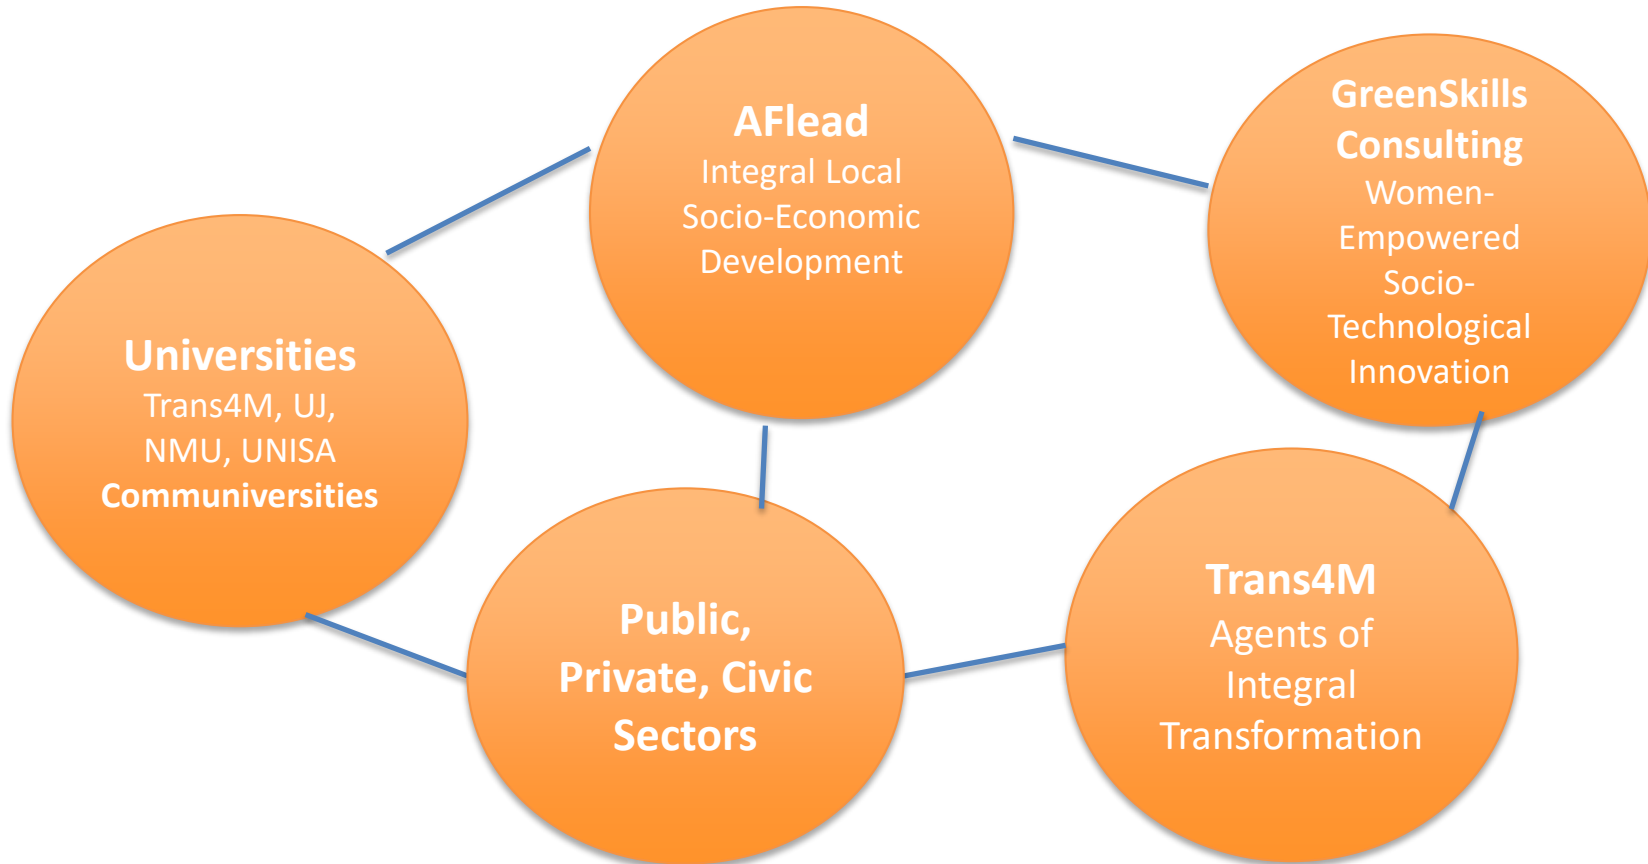 AFlead
Integral Local
Socio-Economic
Development
GreenSkills
Consulting
Women-
Empowered
Socio-
Technological
Innovation
Universities
Trans4M, UJ,
NMU, UNISA
Communiversities
Public,
Private, Civic
Sectors
Trans4M
Agents of
Integral
Transformation